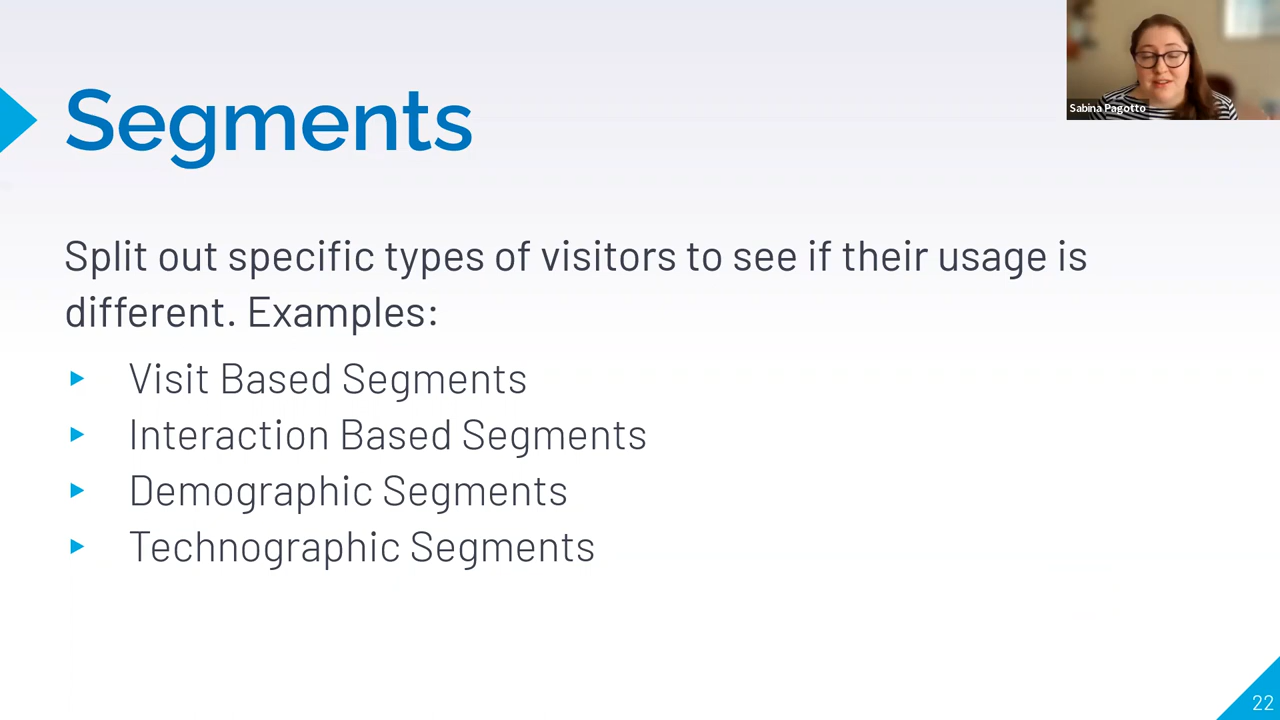 Sabina Pagotto
Segments
Split out specific types of visitors to see if their usage is
different. Examples:
Visit Based Segments
Interaction Based Segments
Demographic Segments
Technographic Segments
22